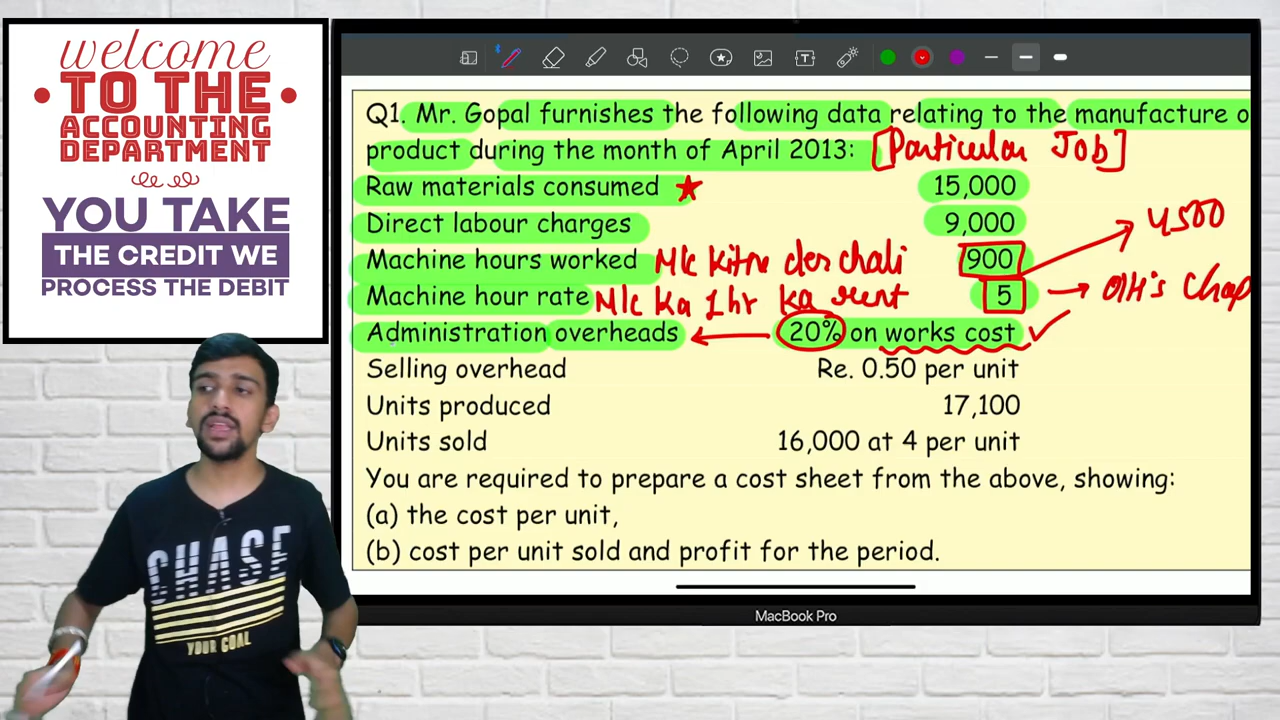 welcome
TO THE
ACCOUNTING
DEPARTMENT
YOU TAKE
THE CREDIT WE
PROCESS THE DEBIT
Q1. Mr. Gopal furnishes the following data relating to the manufacture o
product during the month of April 2013: [Particular Job]
Raw materials consumed ★ 15,000
Direct labour charges 9,000
Machine hours worked M/c Kitne der chali 900 → 4500
Machine hour rate M/c Ka 1hr Ka rent 5 → OH's Chap
Administration overheads ← 20% on works cost ✓
Selling overhead Re. 0.50 per unit
Units produced 17,100
Units sold 16,000 at 4 per unit
You are required to prepare a cost sheet from the above, showing:
(a) the cost per unit,
(b) cost per unit sold and profit for the period.
MacBook Pro
CHASE
YOUR GOAL